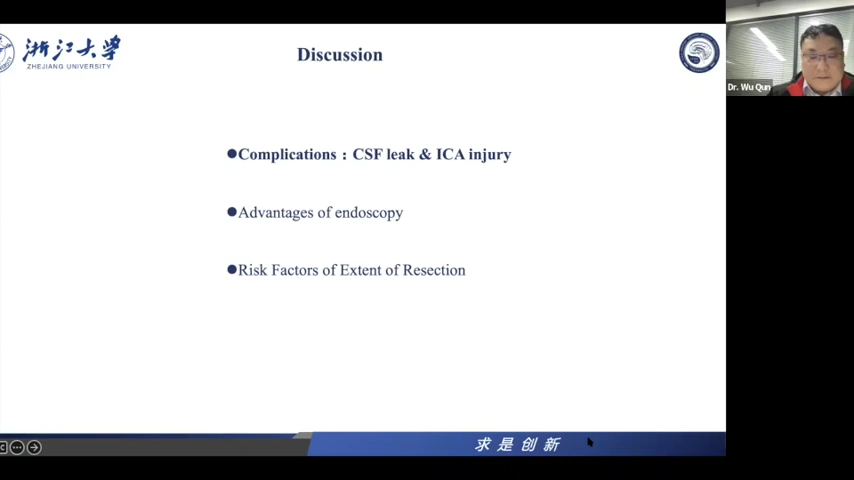 浙江大学
ZHEJIANG UNIVERSITY
Discussion
Dr. Wu Qun
●Complications：CSF leak & ICA injury
●Advantages of endoscopy
●Risk Factors of Extent of Resection
求是创新